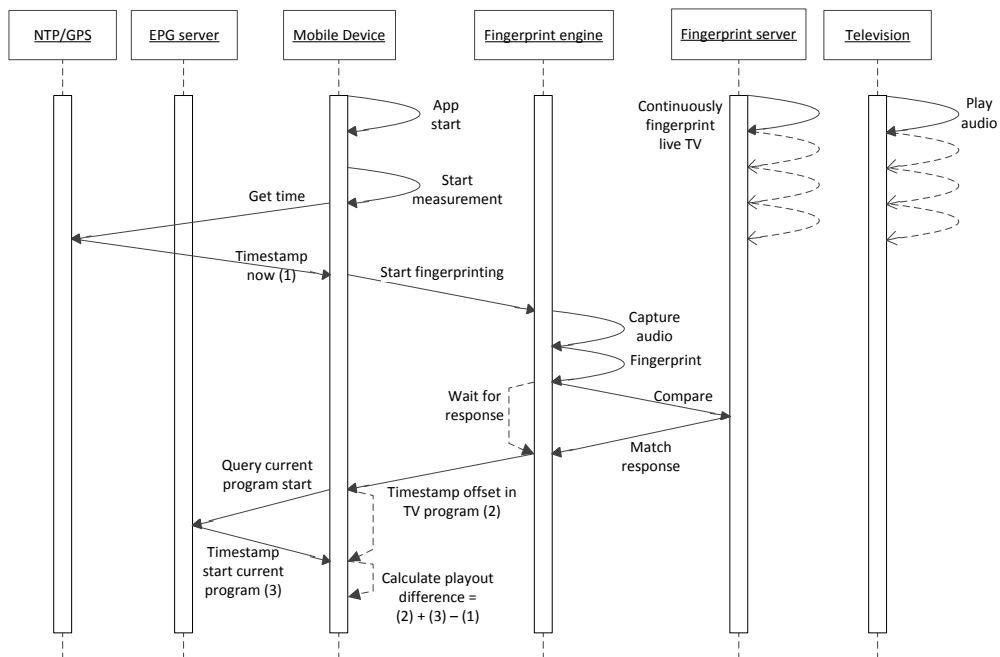 NTP/GPS
EPG server
Mobile Device
Fingerprint engine
Fingerprint server
Television
App
start
Continuously
fingerprint
live TV
Play
audio
Start
measurement
Get time
Timestamp
now (1)
Start fingerprinting
Capture
audio
Fingerprint
Wait for
response
Compare
Match
response
Query current
program start
Timestamp offset in
TV program (2)
Timestamp
start current
program (3)
Calculate playout
difference =
(2) + (3) – (1)